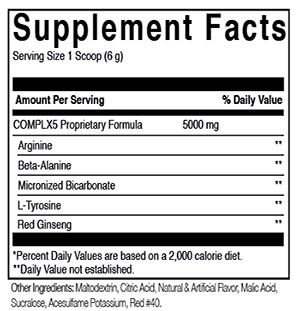 Supplement Facts
Serving Size 1 Scoop (6 g)
Amount Per Serving % Daily Value
COMPLX5 Proprietary Formula 5000 mg
Arginine **
Beta-Alanine **
Micronized Bicarbonate **
L-Tyrosine **
Red Ginseng **
*Percent Daily Values are based on a 2,000 calorie diet.
**Daily Value not established.
Other Ingredients: Maltodextrin, Citric Acid, Natural & Artificial Flavor, Malic Acid,
Sucralose, Acesulfame Potassium, Red #40.